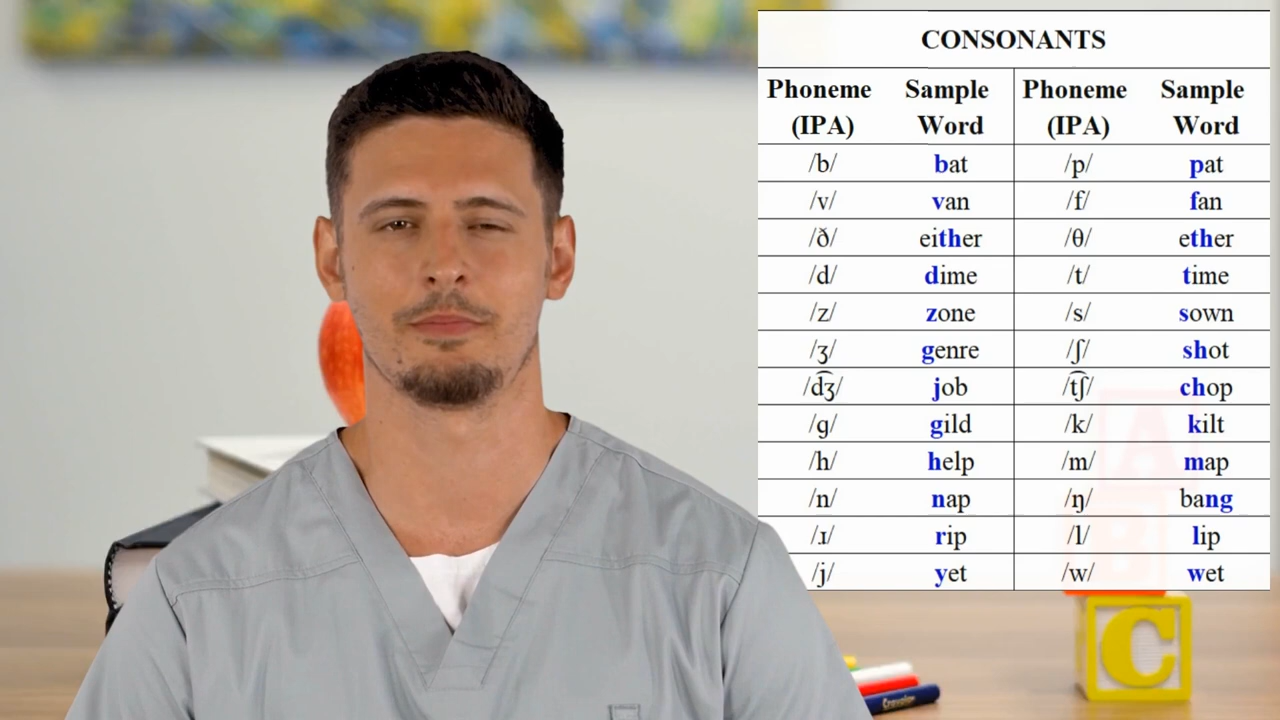 CONSONANTS
Phoneme (IPA) Sample Word Phoneme (IPA) Sample Word
/b/ bat /p/ pat
/v/ van /f/ fan
/ð/ either /θ/ ether
/d/ dime /t/ time
/z/ zone /s/ sown
/ʒ/ genre /ʃ/ shot
/d͡ʒ/ job /t͡ʃ/ chop
/ɡ/ gild /k/ kilt
/h/ help /m/ map
/n/ nap /ŋ/ bang
/ɹ/ rip /l/ lip
/j/ yet /w/ wet
A
B
C
Crayola